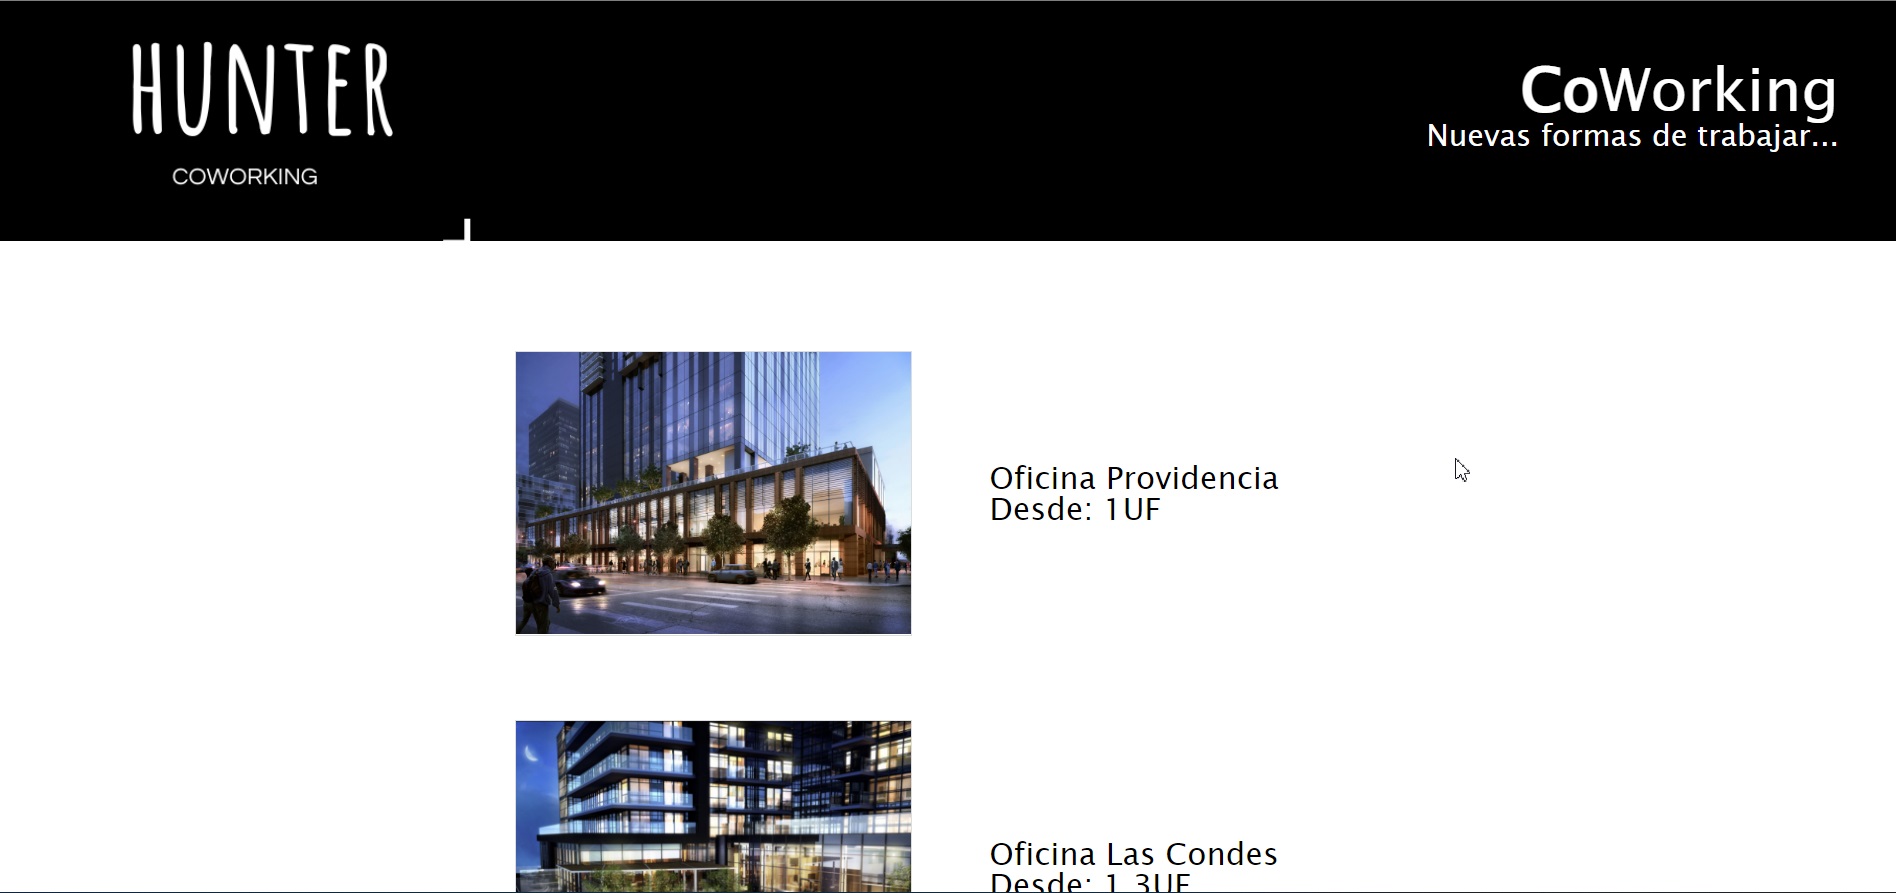 HUNTER
COWORKING
CoWorking
Nuevas formas de trabajar...
Oficina Providencia
Desde: 1UF
Oficina Las Condes
Desde: 1.3UF